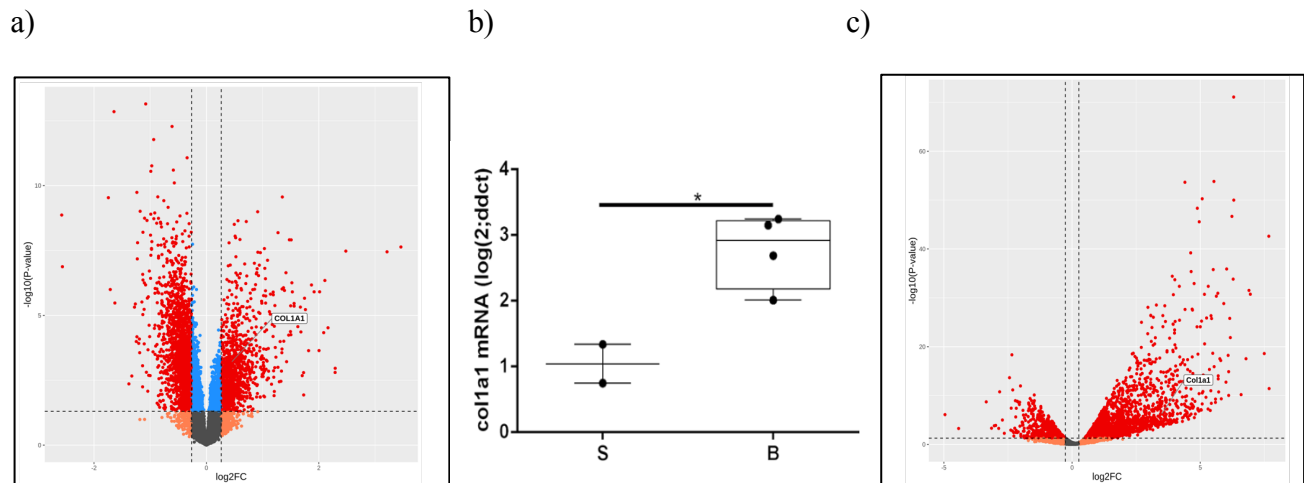 a)
b)
c)
-log10(P-value)
10
5
0
-2
0
2
log2FC
COL1A1
col1a1 mRNA (log(2;ddct)
4
3
2
1
0
*
S
B
-log10(P-value)
60
40
20
0
-5
0
5
log2FC
Col1a1